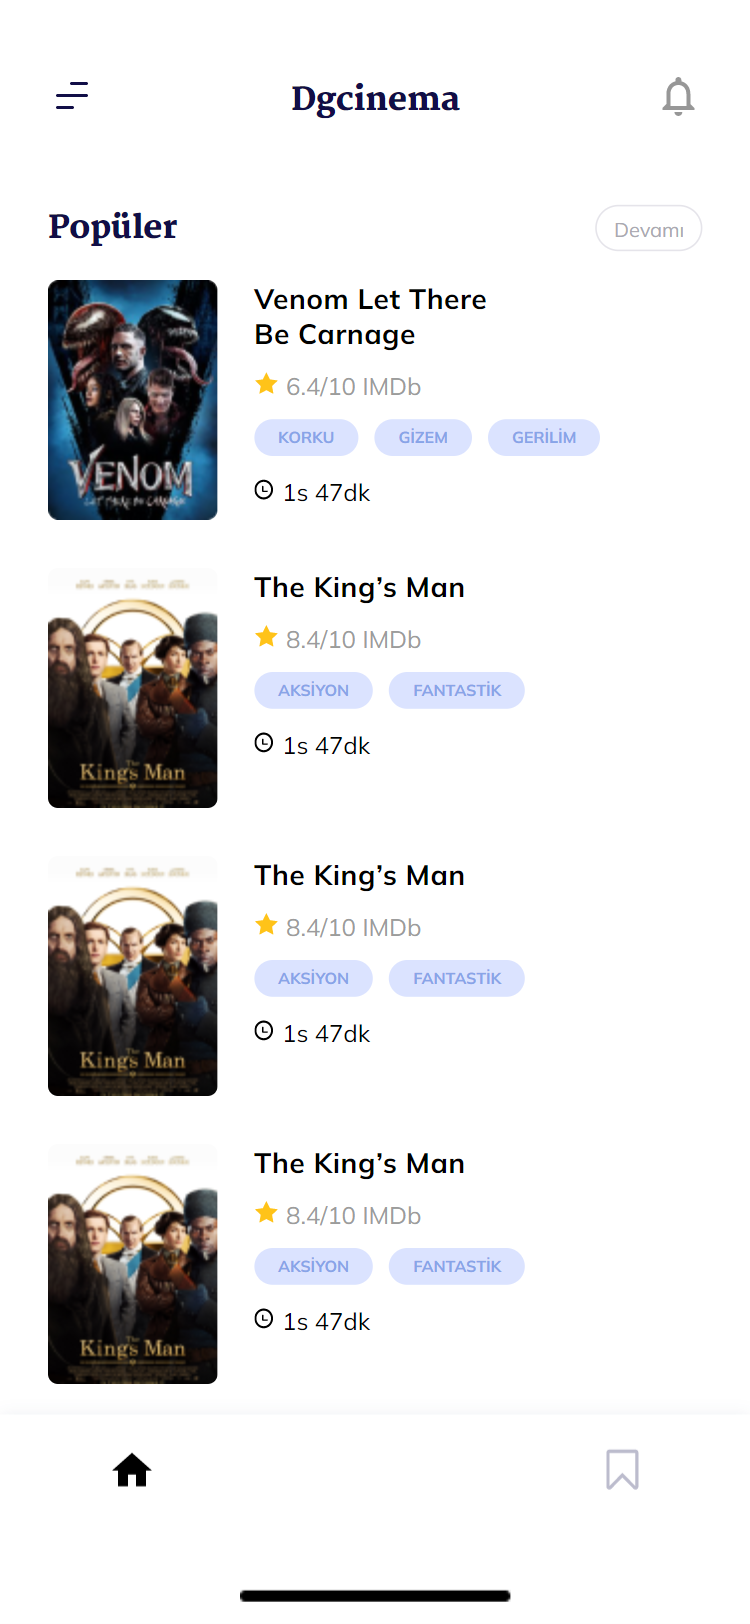 Dgcinema
Popüler
Devamı
Venom Let There
Be Carnage
6.4/10 IMDb
KORKU GİZEM GERİLİM
1s 47dk
VENOM
LET THERE BE CARNAGE
The King’s Man
8.4/10 IMDb
AKSİYON FANTASTİK
1s 47dk
The
King's Man
The King’s Man
8.4/10 IMDb
AKSİYON FANTASTİK
1s 47dk
The
King's Man
The King’s Man
8.4/10 IMDb
AKSİYON FANTASTİK
1s 47dk
The
King's Man